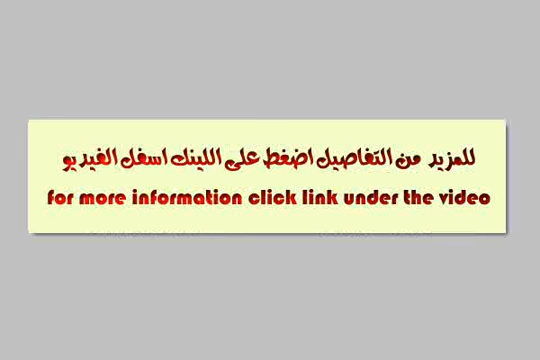 للمزيد من التفاصيل اضغط على اللينك اسفل الفيديو
for more information click link under the video